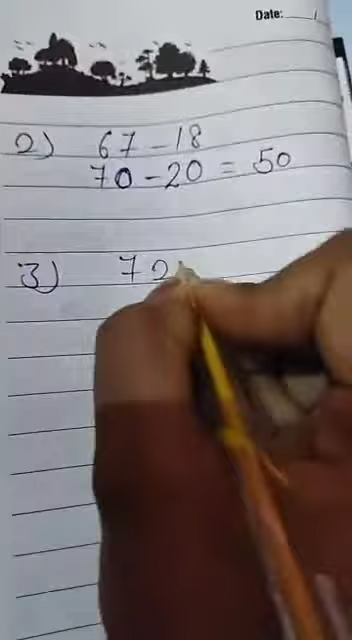 Date:
2) 67 - 18
70 - 20 = 50
3) 72